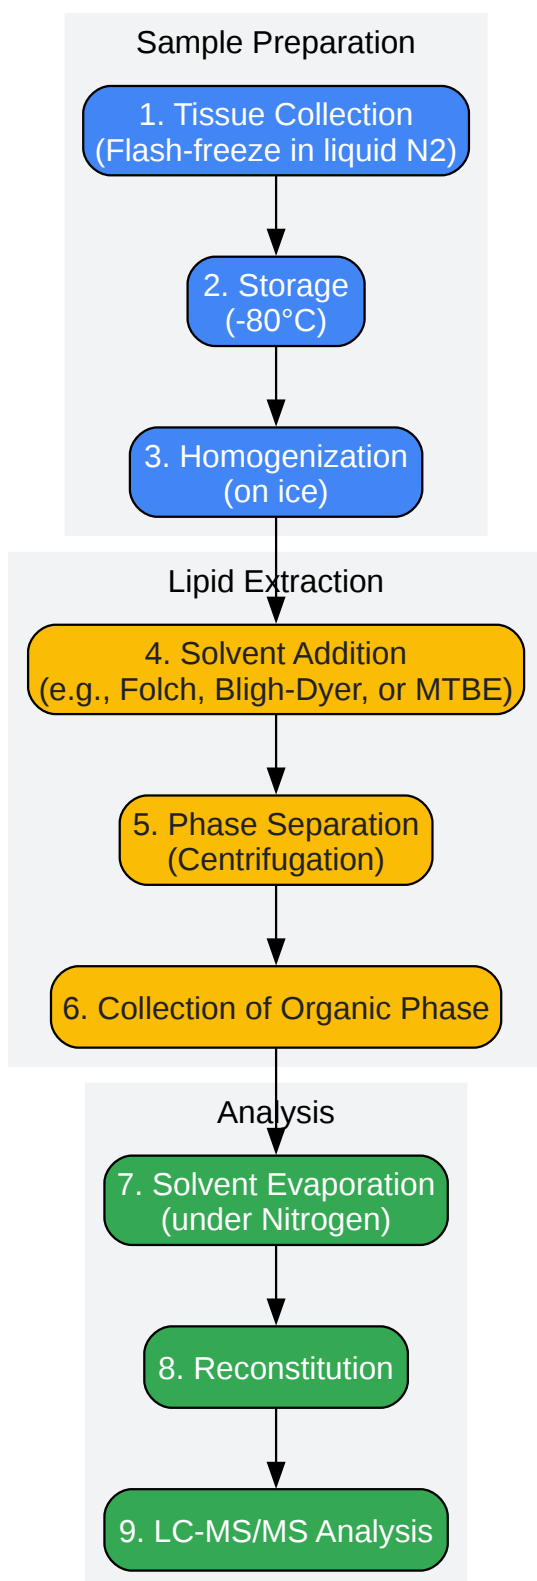 Sample Preparation
1. Tissue Collection
(Flash-freeze in liquid N2)
2. Storage
(-80°C)
3. Homogenization
(on ice)
Lipid Extraction
4. Solvent Addition
(e.g., Folch, Bligh-Dyer, or MTBE)
5. Phase Separation
(Centrifugation)
6. Collection of Organic Phase
Analysis
7. Solvent Evaporation
(under Nitrogen)
8. Reconstitution
9. LC-MS/MS Analysis